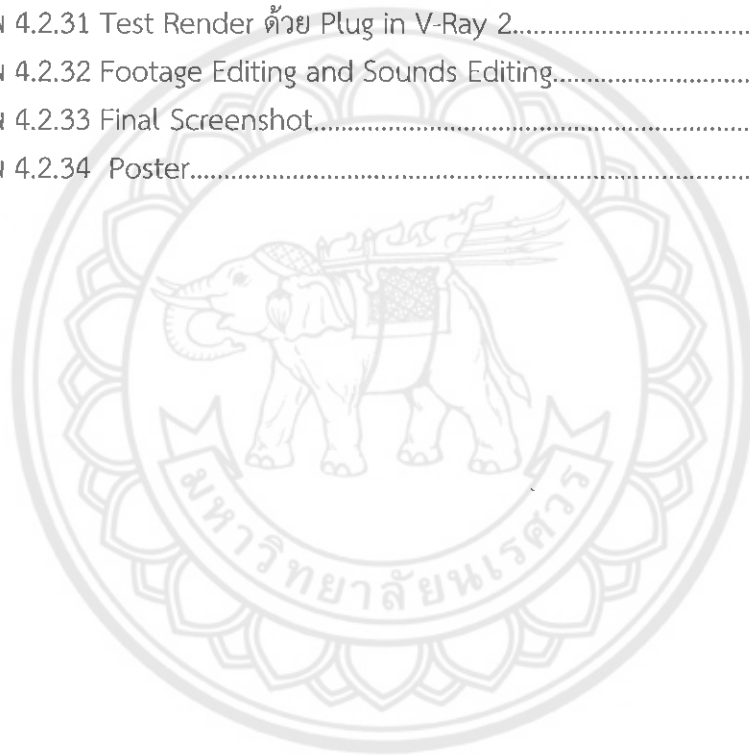 4.2.31 Test Render ด้วย Plug in V-Ray 2
4.2.32 Footage Editing and Sounds Editing
4.2.33 Final Screenshot
4.2.34 Poster
มหาวิทยาลัยนเรศวร